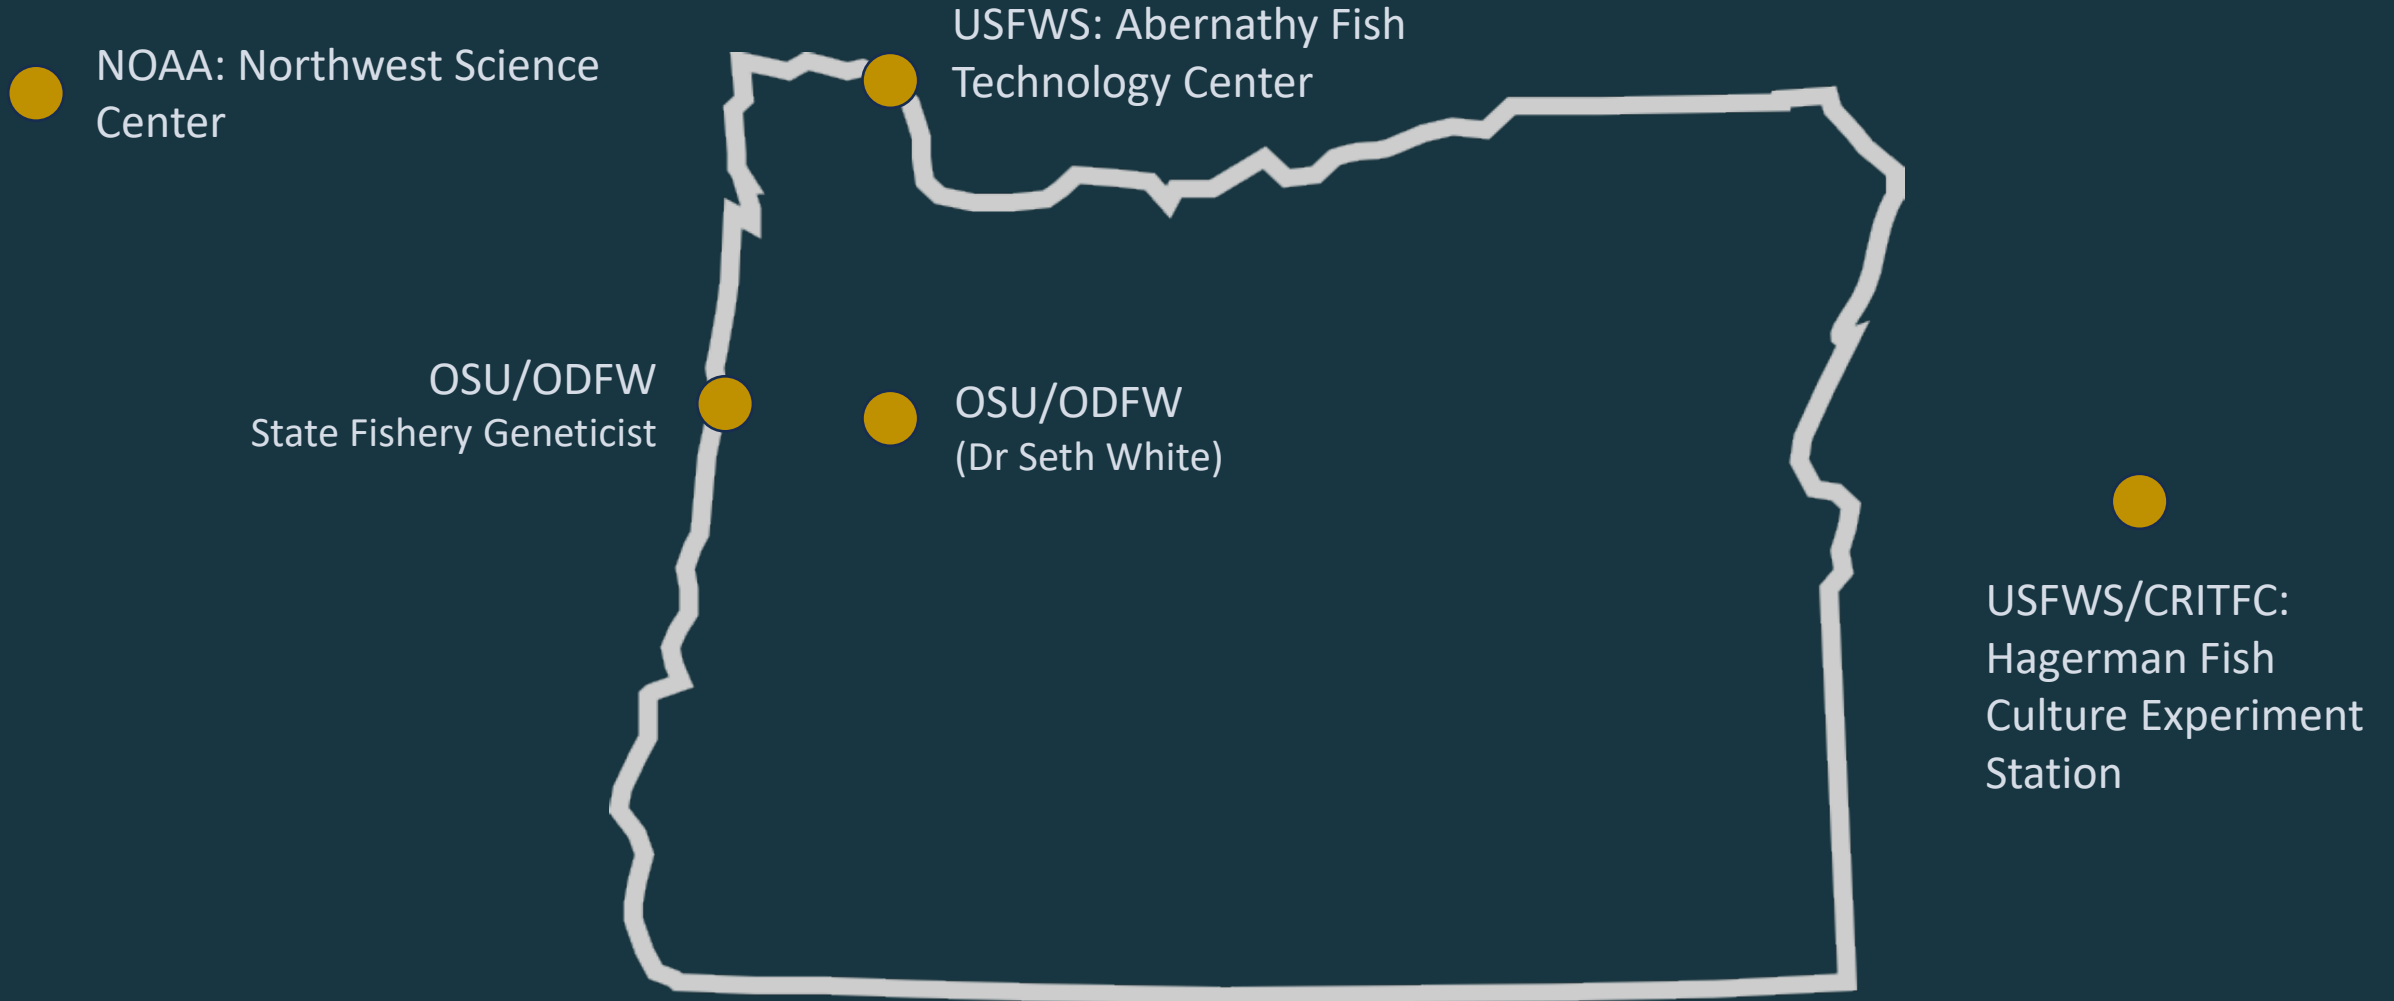 NOAA: Northwest Science
Center
USFWS: Abernathy Fish
Technology Center
OSU/ODFW
State Fishery Geneticist
OSU/ODFW
(Dr Seth White)
USFWS/CRITFC:
Hagerman Fish
Culture Experiment
Station